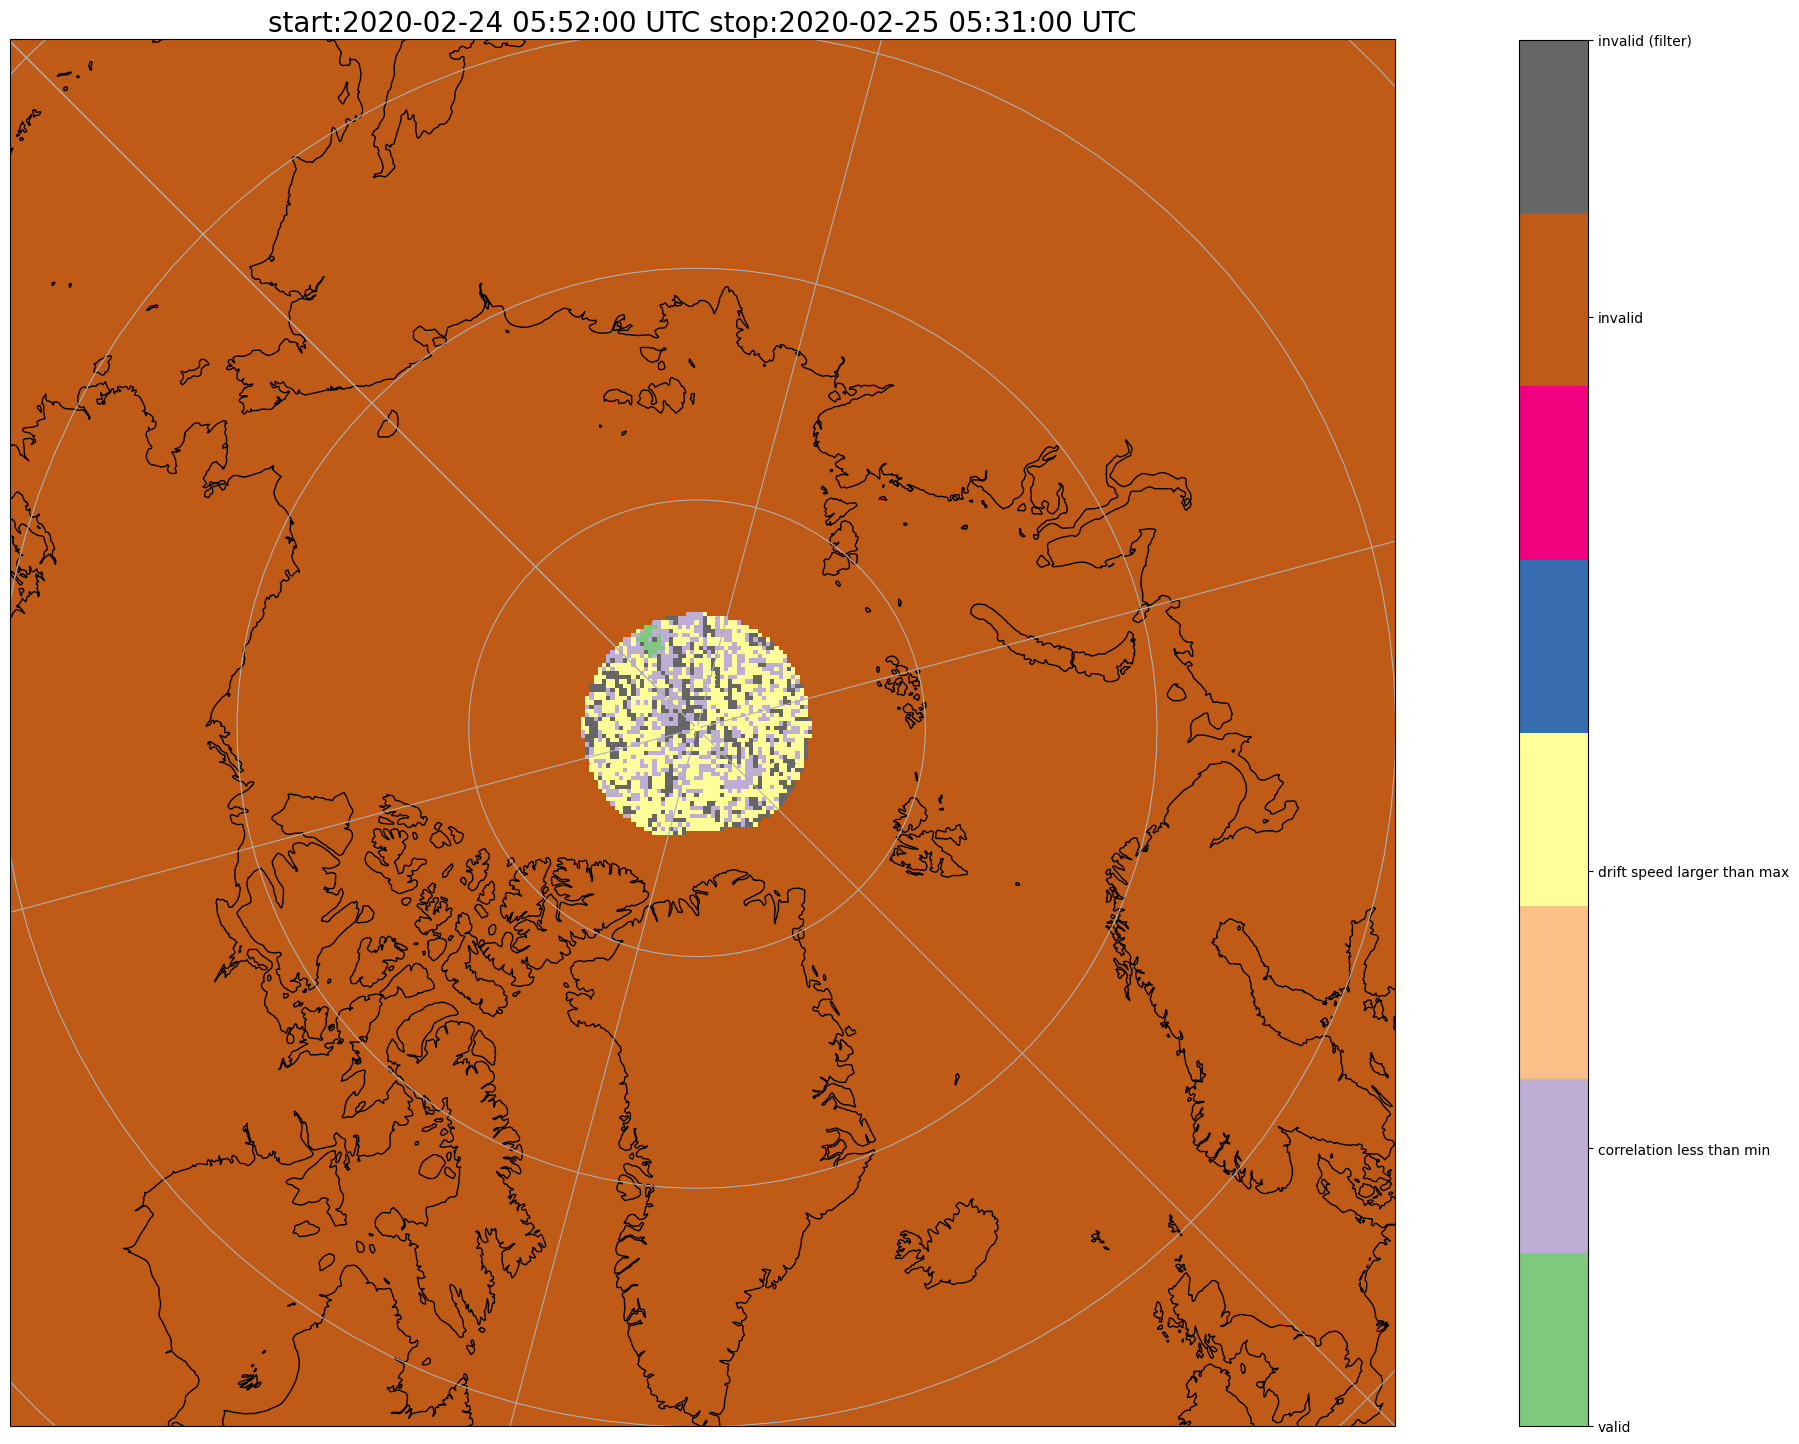 start:2020-02-24 05:52:00 UTC stop:2020-02-25 05:31:00 UTC
invalid (filter)
invalid
drift speed larger than max
correlation less than min
valid